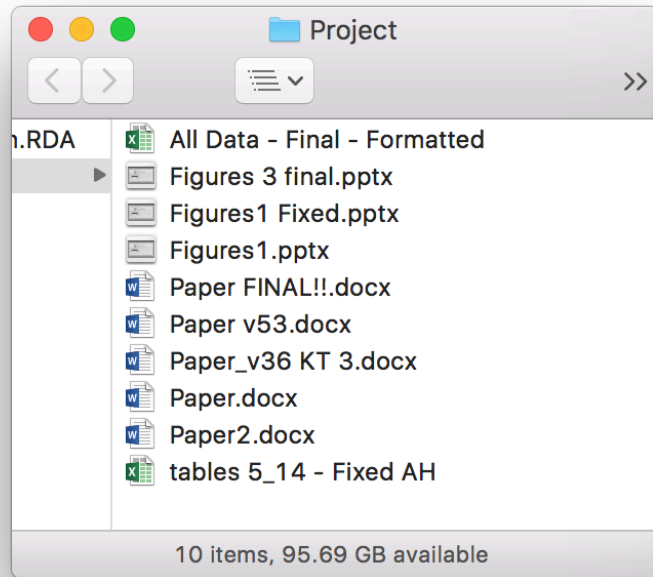 Project
n.RDA
All Data - Final - Formatted
Figures 3 final.pptx
Figures1 Fixed.pptx
Figures1.pptx
Paper FINAL!!.docx
Paper v53.docx
Paper_v36 KT 3.docx
Paper.docx
Paper2.docx
tables 5_14 - Fixed AH
10 items, 95.69 GB available